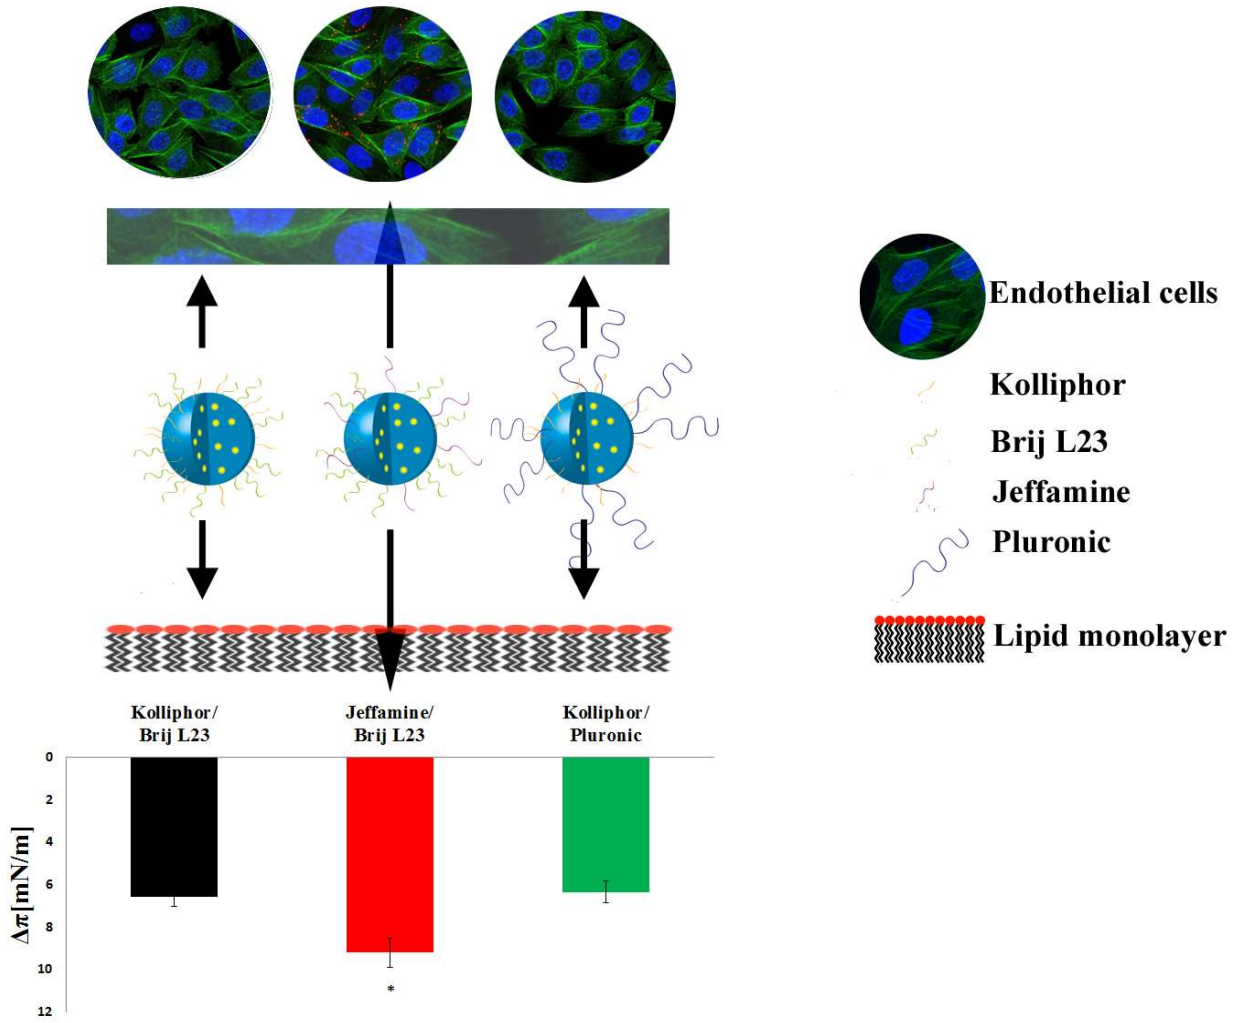 Endothelial cells
Kolliphor
Brij L23
Jeffamine
Pluronic
Lipid monolayer
Kolliphor/
Brij L23
Jeffamine/
Brij L23
Kolliphor/
Pluronic
0
2
4
6
8
10
12
Δπ[mN/m]
*